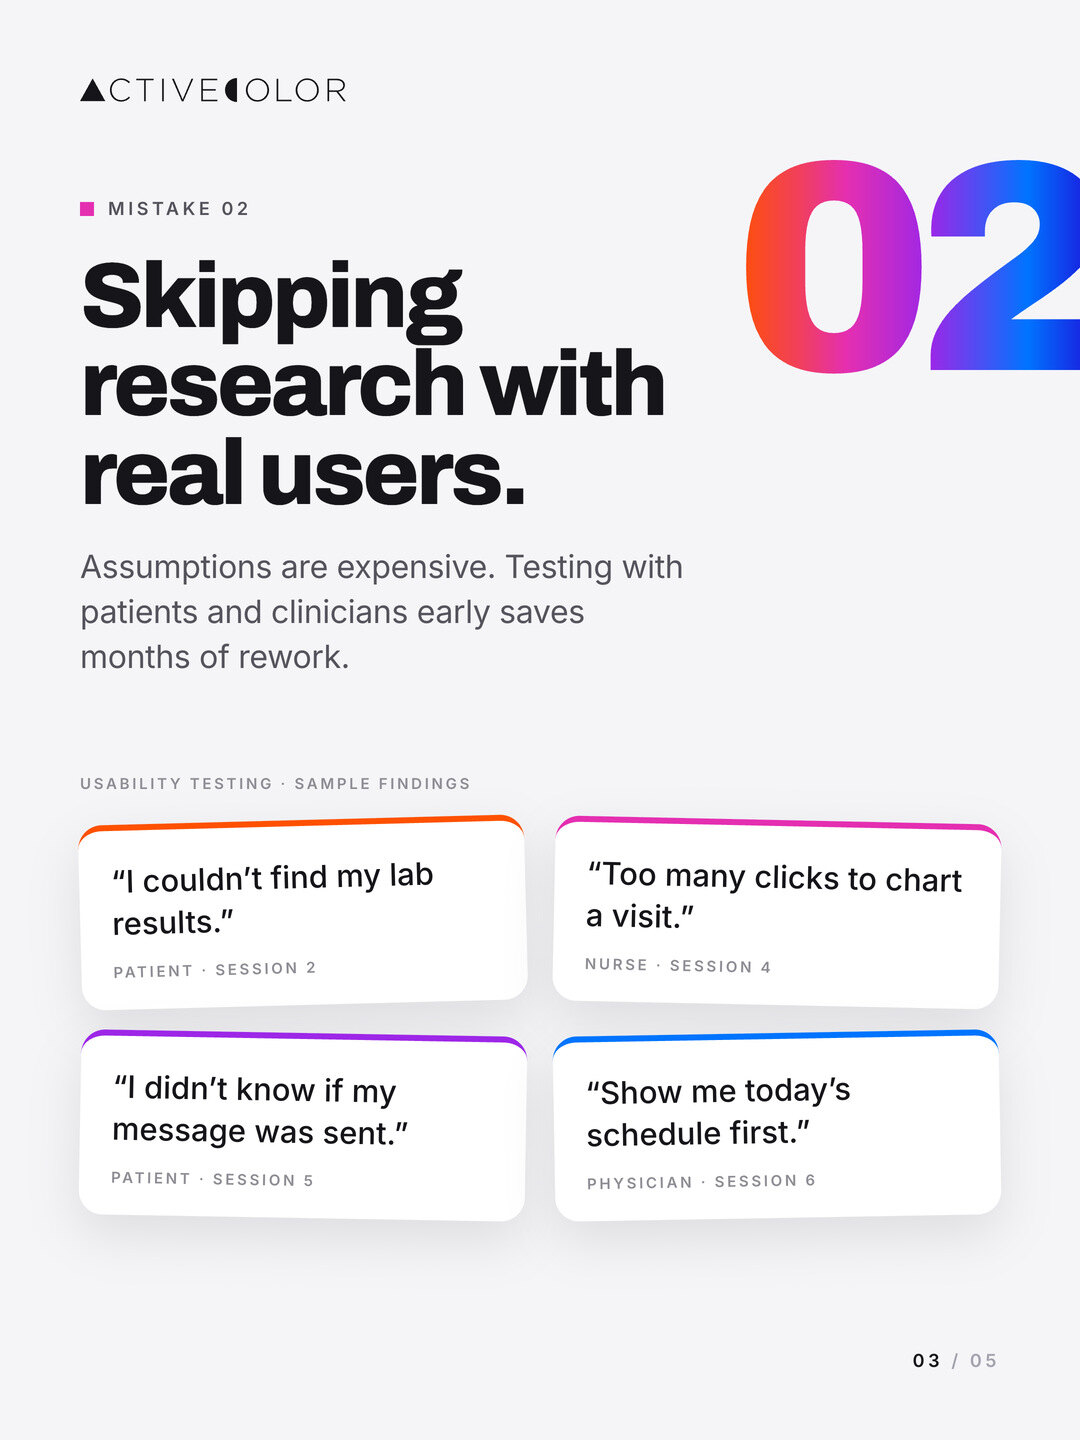 ACTIVECOLOR
MISTAKE 02
02
Skipping
research with
real users.
Assumptions are expensive. Testing with
patients and clinicians early saves
months of rework.
USABILITY TESTING · SAMPLE FINDINGS
“I couldn’t find my lab
results.”
PATIENT · SESSION 2
“Too many clicks to chart
a visit.”
NURSE · SESSION 4
“I didn’t know if my
message was sent.”
PATIENT · SESSION 5
“Show me today’s
schedule first.”
PHYSICIAN · SESSION 6
03 / 05